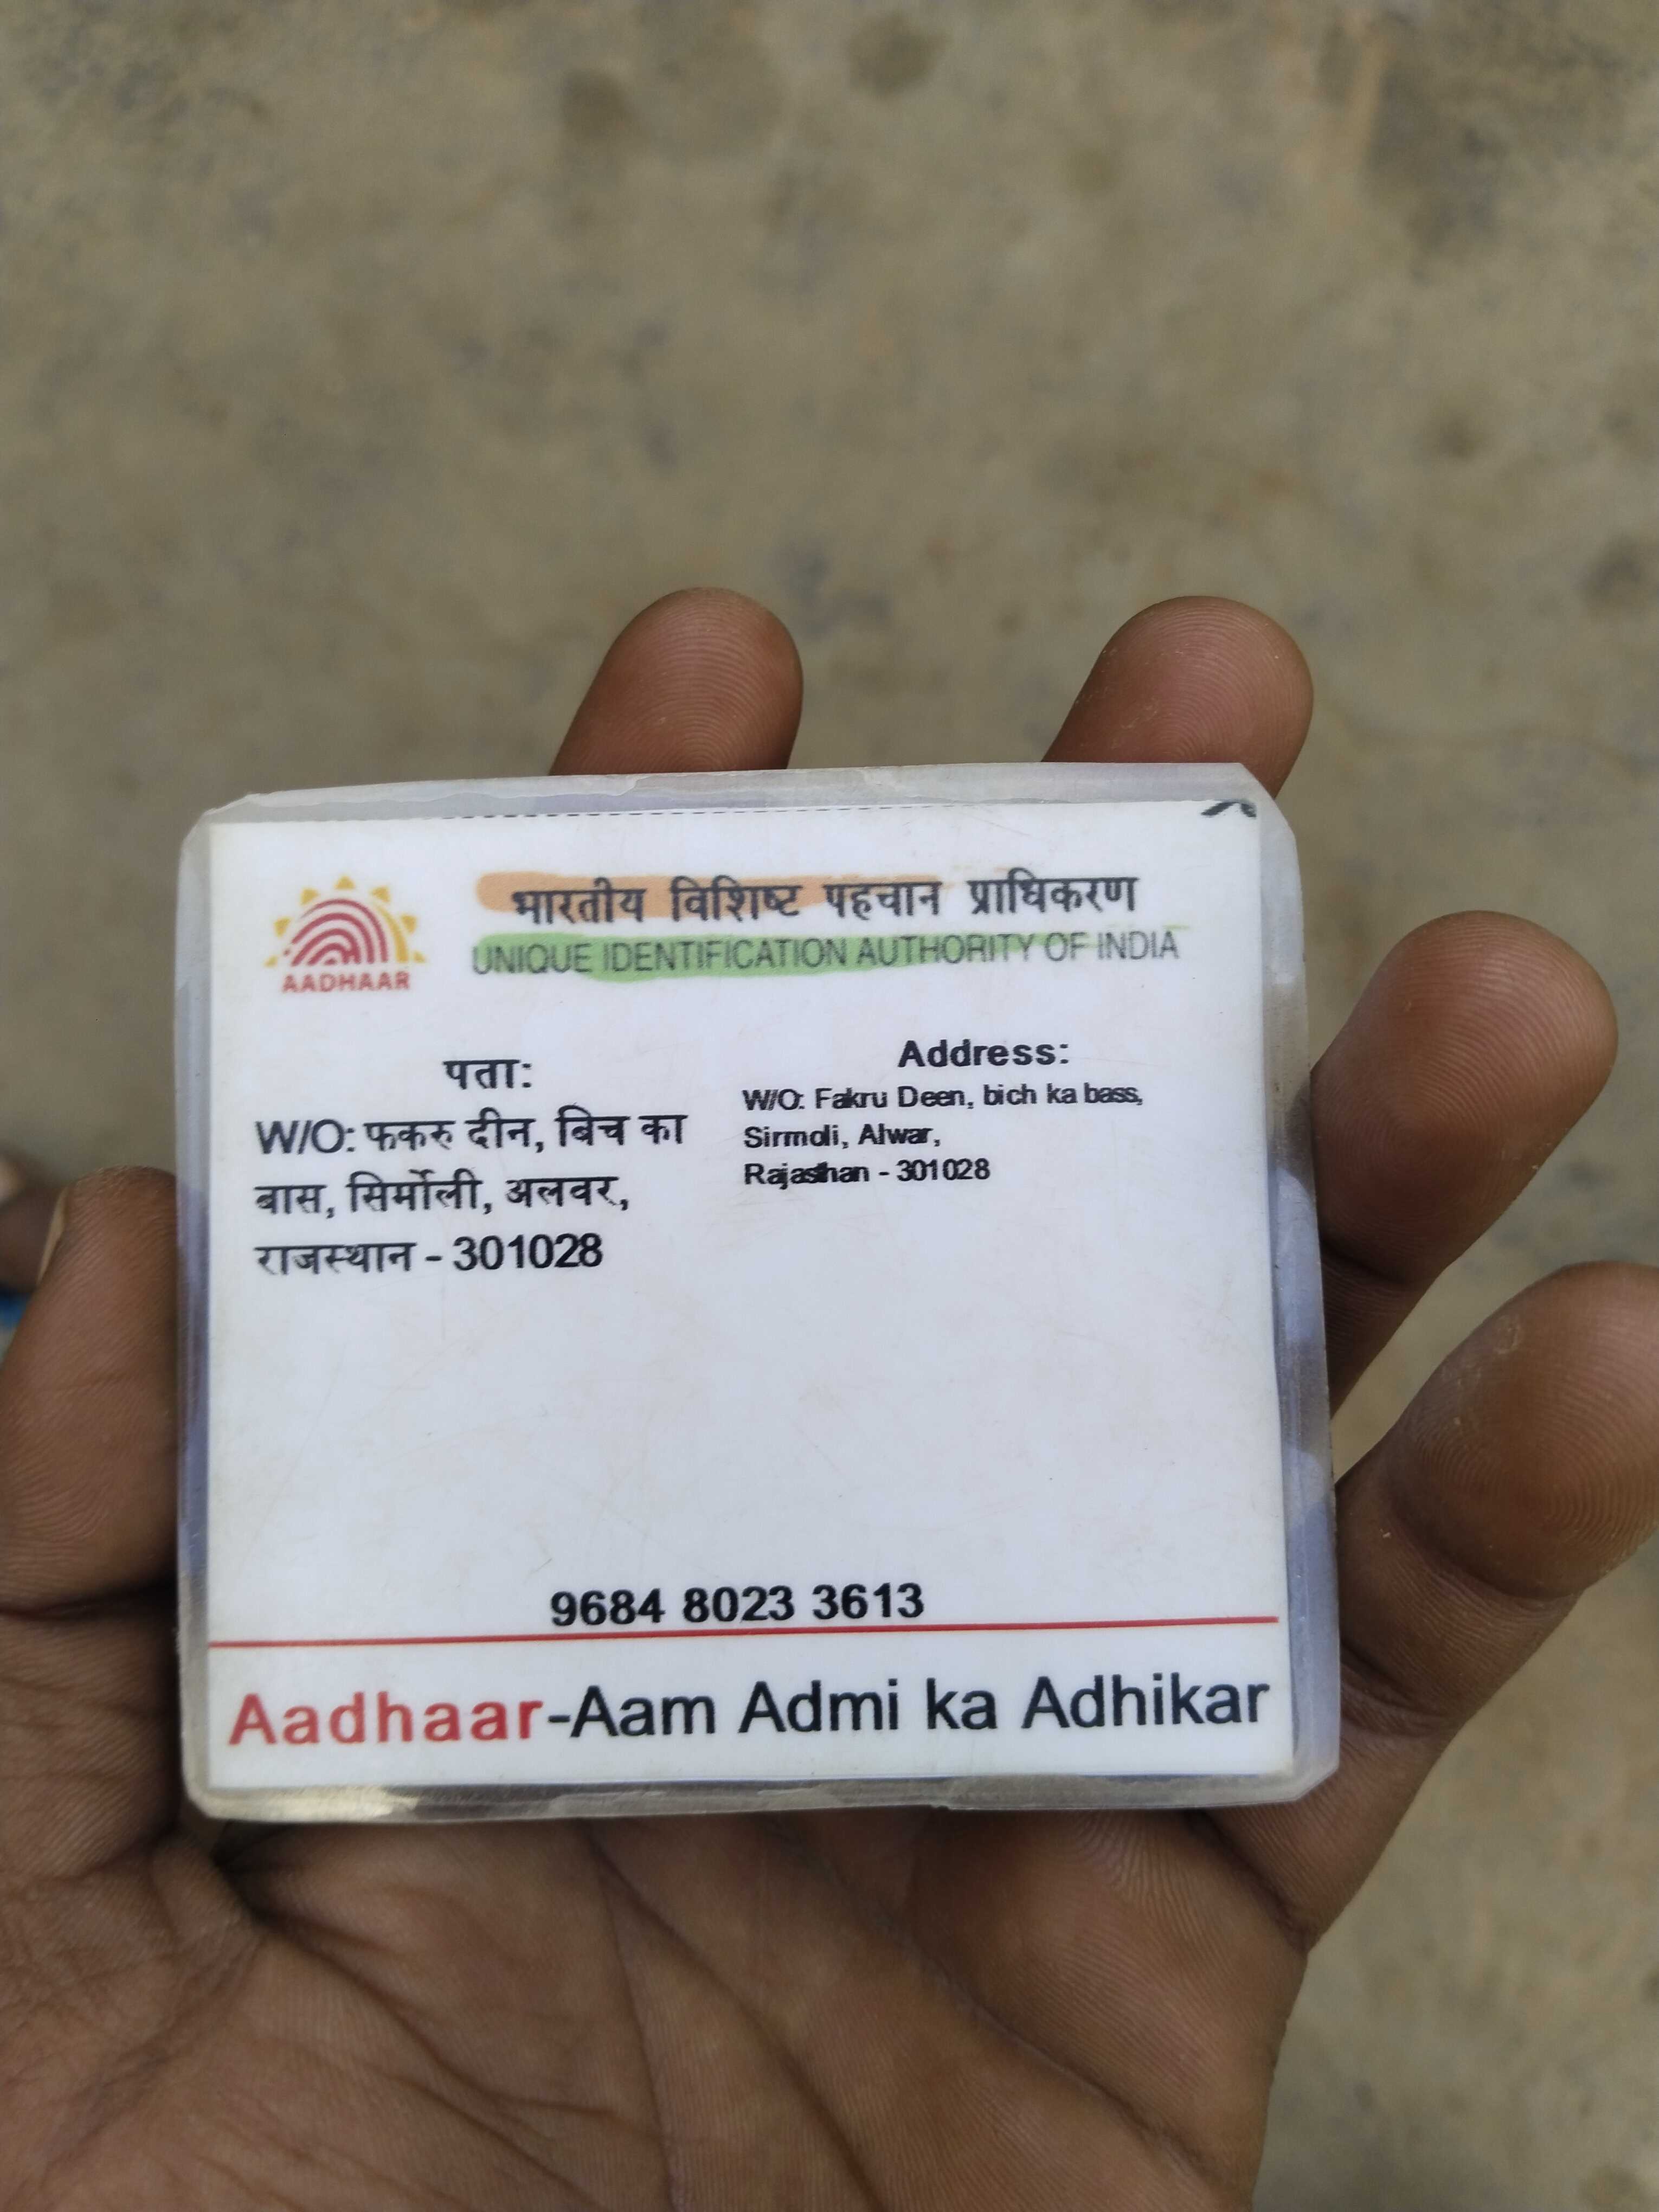 भारतीय विशिष्ट पहचान प्राधिकरण
UNIQUE IDENTIFICATION AUTHORITY OF INDIA
AADHAAR
पता:
W/O: फकरु दीन, बिच का
बास, सिर्मोली, अलवर,
राजस्थान - 301028
Address:
W/O: Fakru Deen, bich ka bass,
Sirmoli, Alwar,
Rajasthan - 301028
9684 8023 3613
Aadhaar-Aam Admi ka Adhikar